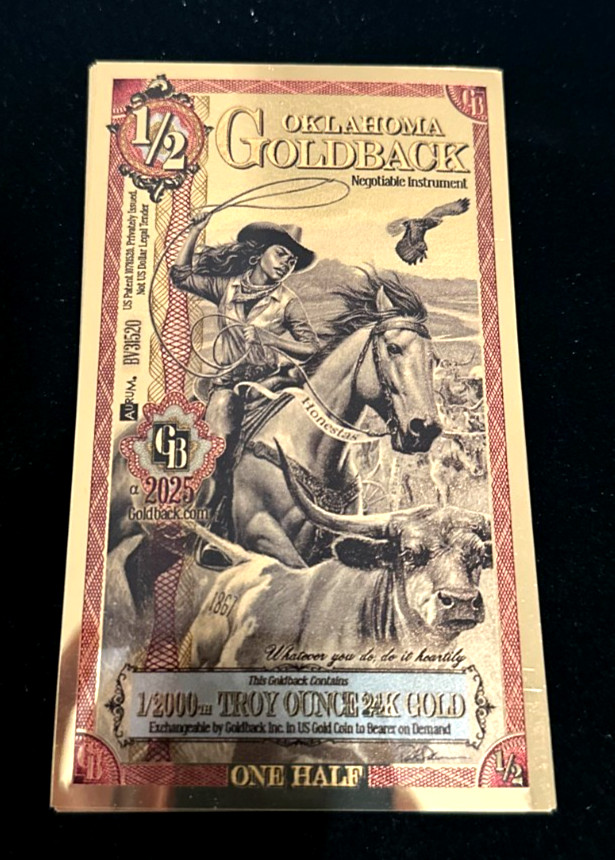 1/2
GB
OKLAHOMA
GOLDBACK
Negotiable Instrument
US Patent 10710120. Privately Issued.
Not US Dollar Legal Tender
AURUM.
BV31520
Honestas
GB
α 2025
Goldback.com
1867
Whatever you do, do it heartily
This Goldback Contains
1/2000TH TROY OUNCE 24K GOLD
Exchangeable by Goldback Inc. in US Gold Coin to Bearer on Demand
GB
ONE HALF
1/2